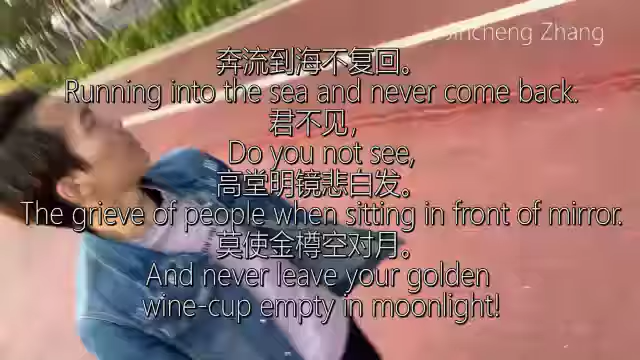 Jincheng Zhang
奔流到海不复回。
Running into the sea and never come back.
君不见，
Do you not see,
高堂明镜悲白发。
The grieve of people when sitting in front of mirror.
莫使金樽空对月。
And never leave your golden
wine-cup empty in moonlight!